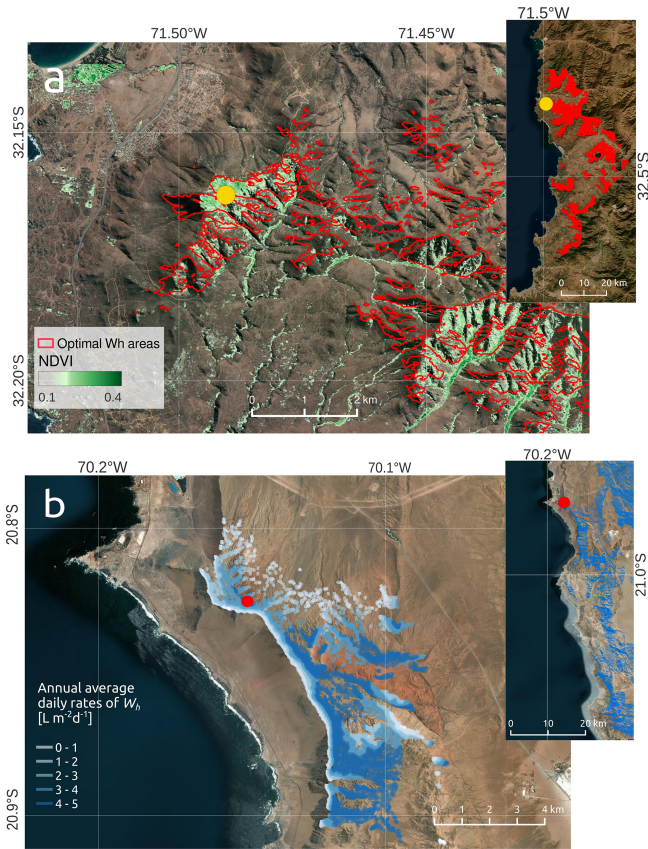 71.50°W
71.45°W
71.5°W
a
32.15°S
32.5°S
0
10
20 km
Optimal Wh areas
NDVI
0.1
0.4
32.20°S
0
1
2 km
70.2°W
70.1°W
70.2°W
b
20.8°S
21.0°S
Annual average
daily rates of Wh
[L m-2d-1]
0 - 1
1 - 2
2 - 3
3 - 4
4 - 5
0
10
20 km
20.9°S
0
1
2
4 km